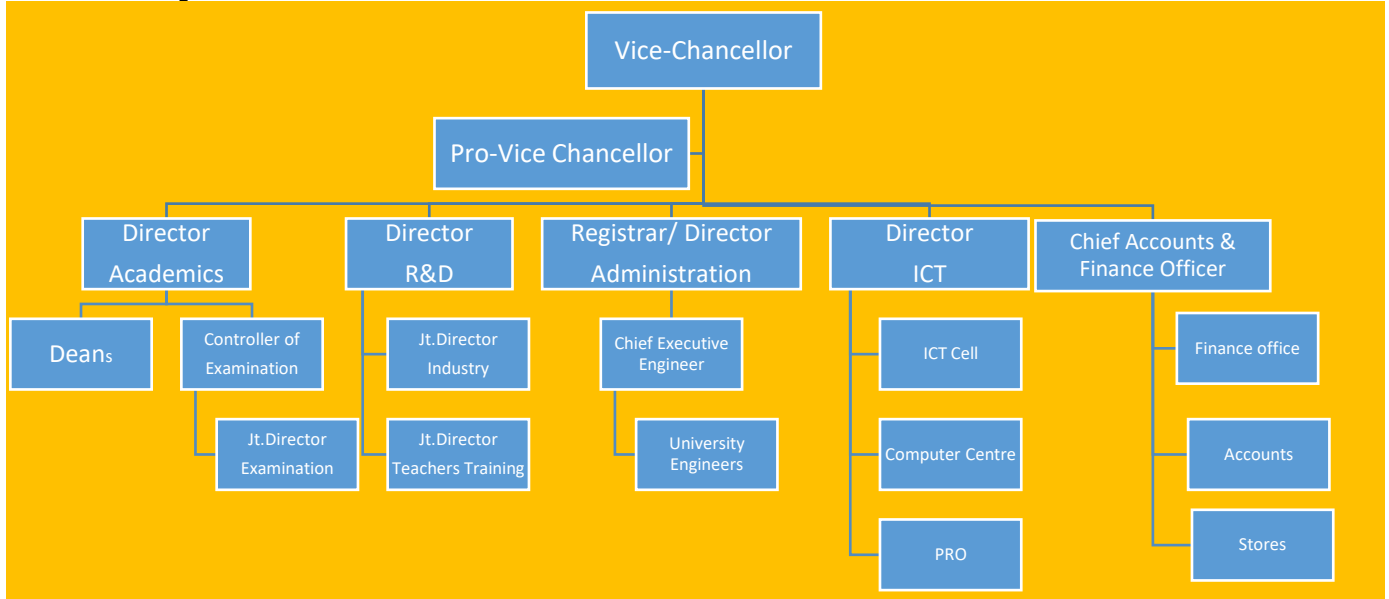 Vice-Chancellor
Pro-Vice Chancellor
Director
Academics
Director
R&D
Registrar/ Director
Administration
Director
ICT
Chief Accounts &
Finance Officer
Deans
Controller of
Examination
Jt.Director
Industry
Chief Executive
Engineer
ICT Cell
Finance office
Jt.Director
Examination
Jt.Director
Teachers Training
University
Engineers
Computer Centre
Accounts
PRO
Stores